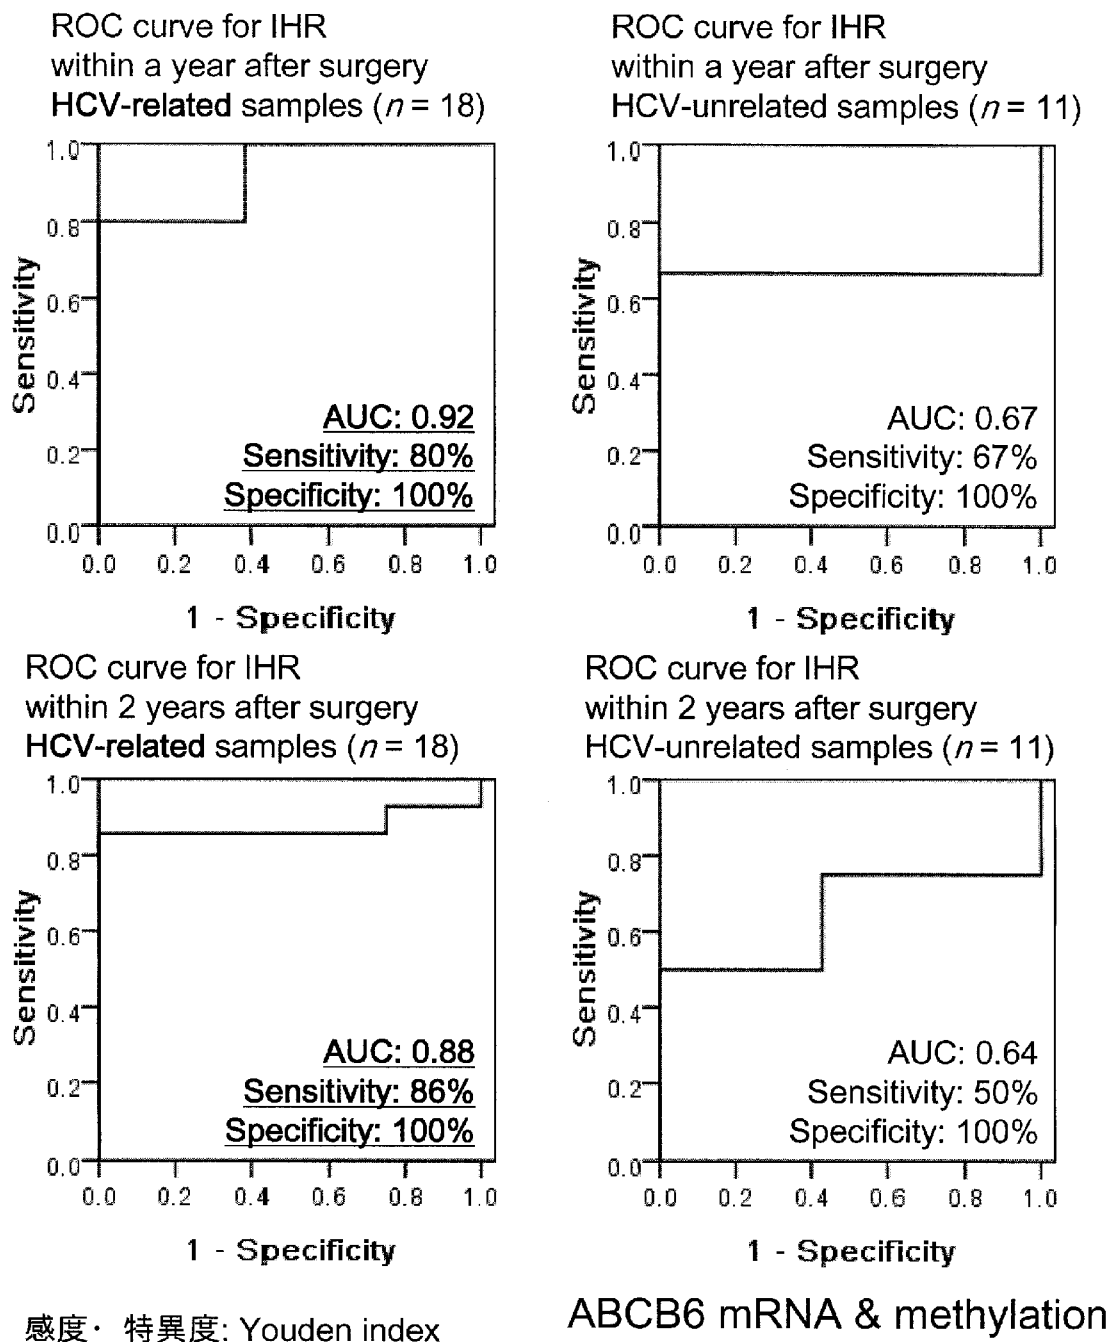 ROC curve for IHR
within a year after surgery
HCV-related samples (n = 18)
1.0
0.8
0.6
0.4
0.2
0.0
Sensitivity
AUC: 0.92
Sensitivity: 80%
Specificity: 100%
0.0 0.2 0.4 0.6 0.8 1.0
1 - Specificity
ROC curve for IHR
within a year after surgery
HCV-unrelated samples (n = 11)
1.0
0.8
0.6
0.4
0.2
0.0
Sensitivity
AUC: 0.67
Sensitivity: 67%
Specificity: 100%
0.0 0.2 0.4 0.6 0.8 1.0
1 - Specificity
ROC curve for IHR
within 2 years after surgery
HCV-related samples (n = 18)
1.0
0.8
0.6
0.4
0.2
0.0
Sensitivity
AUC: 0.88
Sensitivity: 86%
Specificity: 100%
0.0 0.2 0.4 0.6 0.8 1.0
1 - Specificity
ROC curve for IHR
within 2 years after surgery
HCV-unrelated samples (n = 11)
1.0
0.8
0.6
0.4
0.2
0.0
Sensitivity
AUC: 0.64
Sensitivity: 50%
Specificity: 100%
0.0 0.2 0.4 0.6 0.8 1.0
1 - Specificity
感度・ 特異度: Youden index
ABCB6 mRNA & methylation